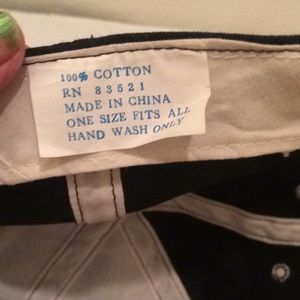 100% COTTON
RN 83521
MADE IN CHINA
ONE SIZE FITS ALL
HAND WASH ONLY